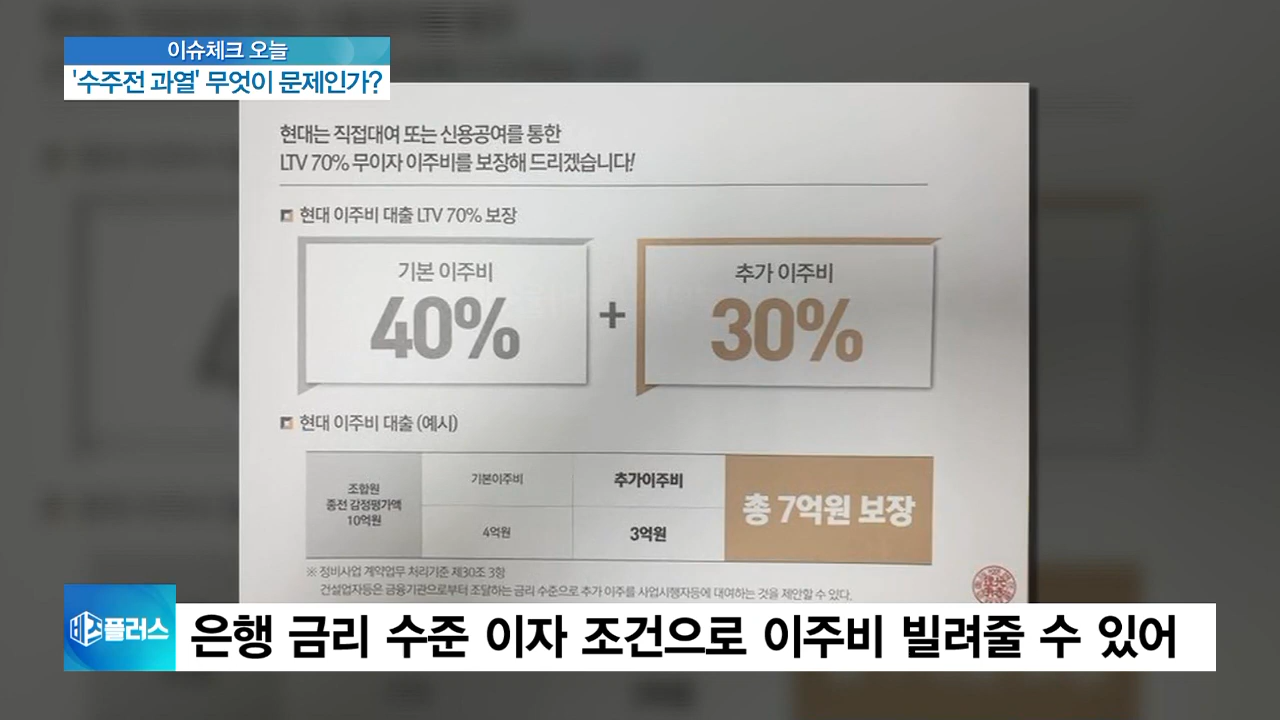 이슈체크 오늘
'수주전 과열' 무엇이 문제인가?
현대는 직접대여 또는 신용공여를 통한
LTV 70% 무이자 이주비를 보장해 드리겠습니다!
현대 이주비 대출 LTV 70% 보장
기본 이주비
40%
+
추가 이주비
30%
현대 이주비 대출 (예시)
조합원
종전 감정평가액
10억원
기본이주비
추가이주비
4억원
3억원
총 7억원 보장
※ 정비사업 계약업무 처리기준 제30조 3항
건설업자등은 금융기관으로부터 조달하는 금리 수준으로 추가 이주를 사업시행자등에 대여하는 것을 제안할 수 있다.
비즈플러스
은행 금리 수준 이자 조건으로 이주비 빌려줄 수 있어